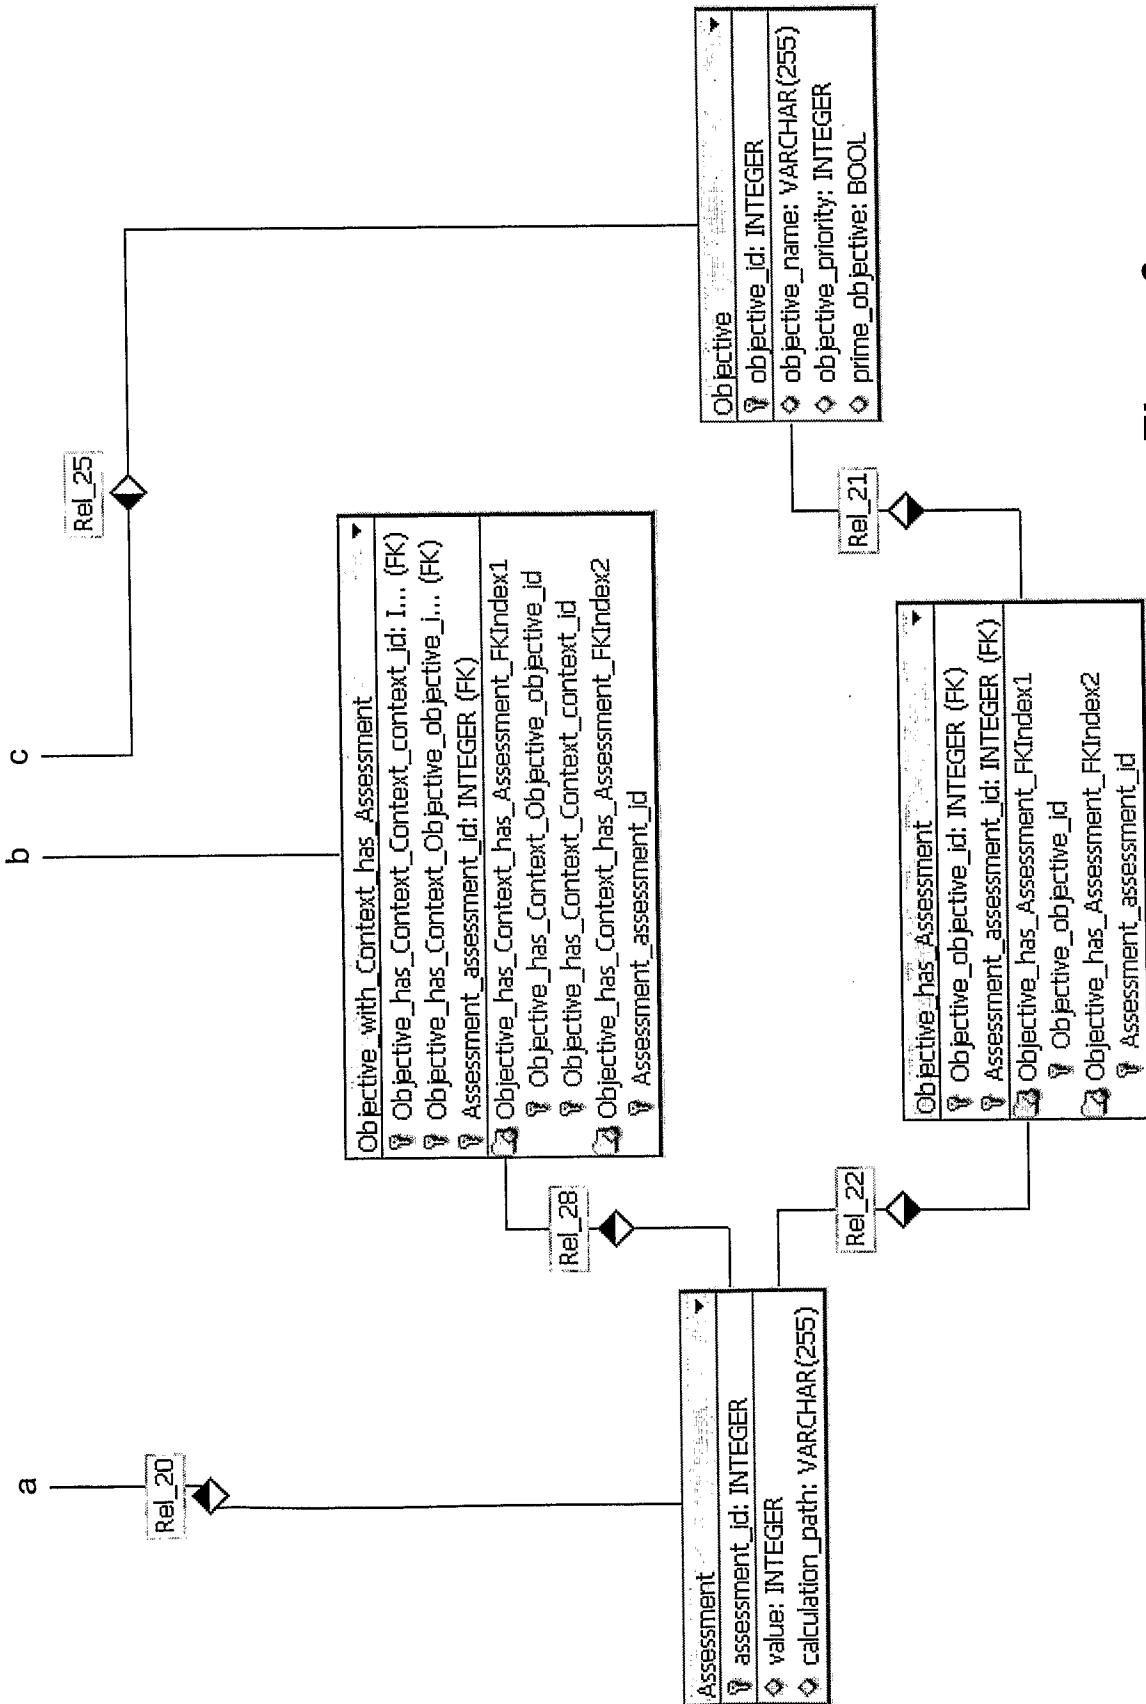 a
Rel_20
Assessment
assessment_id: INTEGER
value: INTEGER
calculation_path: VARCHAR(255)
Rel_28
Rel_22
b
Objective_with_Context_has_Assessment
Objective_has_Context_Context_context_id: I... (FK)
Objective_has_Context_Objective_objective_i... (FK)
Assessment_assessment_id: INTEGER (FK)
Objective_has_Context_has_Assessment_FKIndex1
Objective_has_Context_Objective_objective_id
Objective_has_Context_Context_context_id
Objective_has_Context_has_Assessment_FKIndex2
Assessment_assessment_id
Objective_has_Assessment
Objective_objective_id: INTEGER (FK)
Assessment_assessment_id: INTEGER (FK)
Objective_has_Assessment_FKIndex1
Objective_objective_id
Objective_has_Assessment_FKIndex2
Assessment_assessment_id
c
Rel_25
Rel_21
Objective
objective_id: INTEGER
objective_name: VARCHAR(255)
objective_priority: INTEGER
prime_objective: BOOL